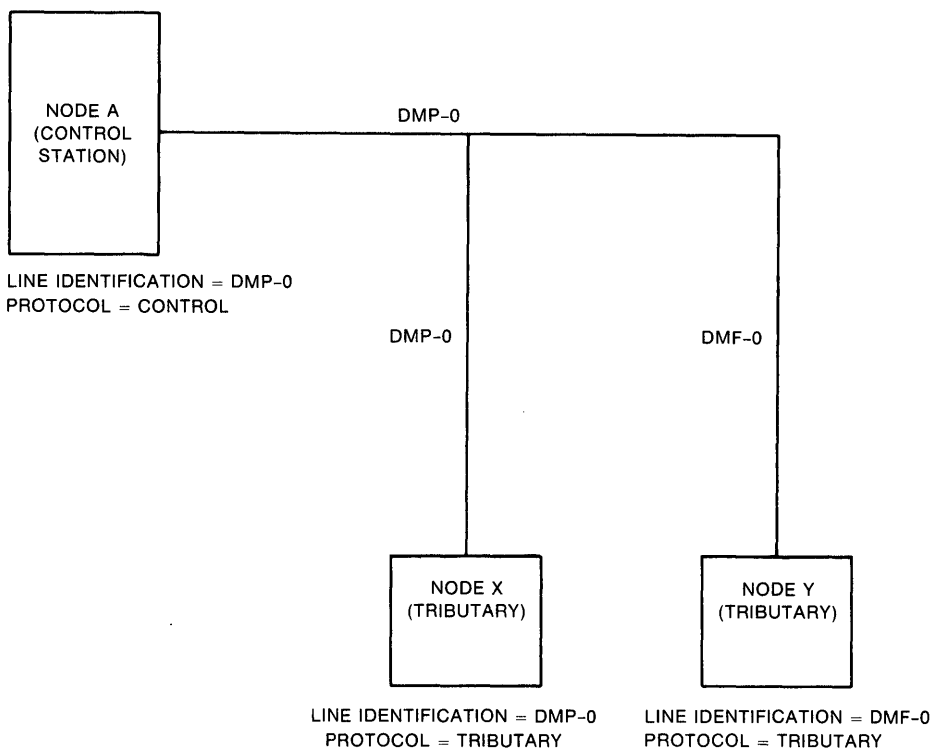 NODE A
(CONTROL
STATION)
DMP-0
LINE IDENTIFICATION = DMP-0
PROTOCOL = CONTROL
DMP-0
DMF-0
NODE X
(TRIBUTARY)
NODE Y
(TRIBUTARY)
LINE IDENTIFICATION = DMP-0
PROTOCOL = TRIBUTARY
LINE IDENTIFICATION = DMF-0
PROTOCOL = TRIBUTARY